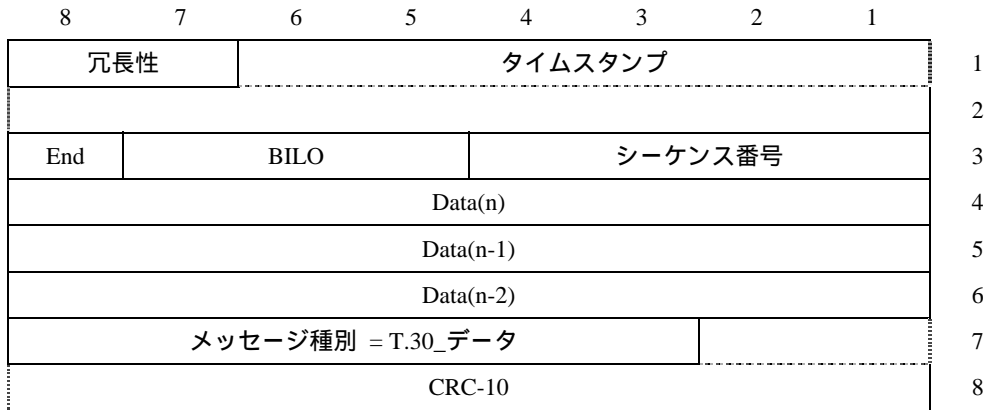 8 7 6 5 4 3 2 1
冗長性 タイムスタンプ 1
2
End BILO シーケンス番号 3
Data(n) 4
Data(n-1) 5
Data(n-2) 6
メッセージ種別 = T.30_データ 7
CRC-10 8